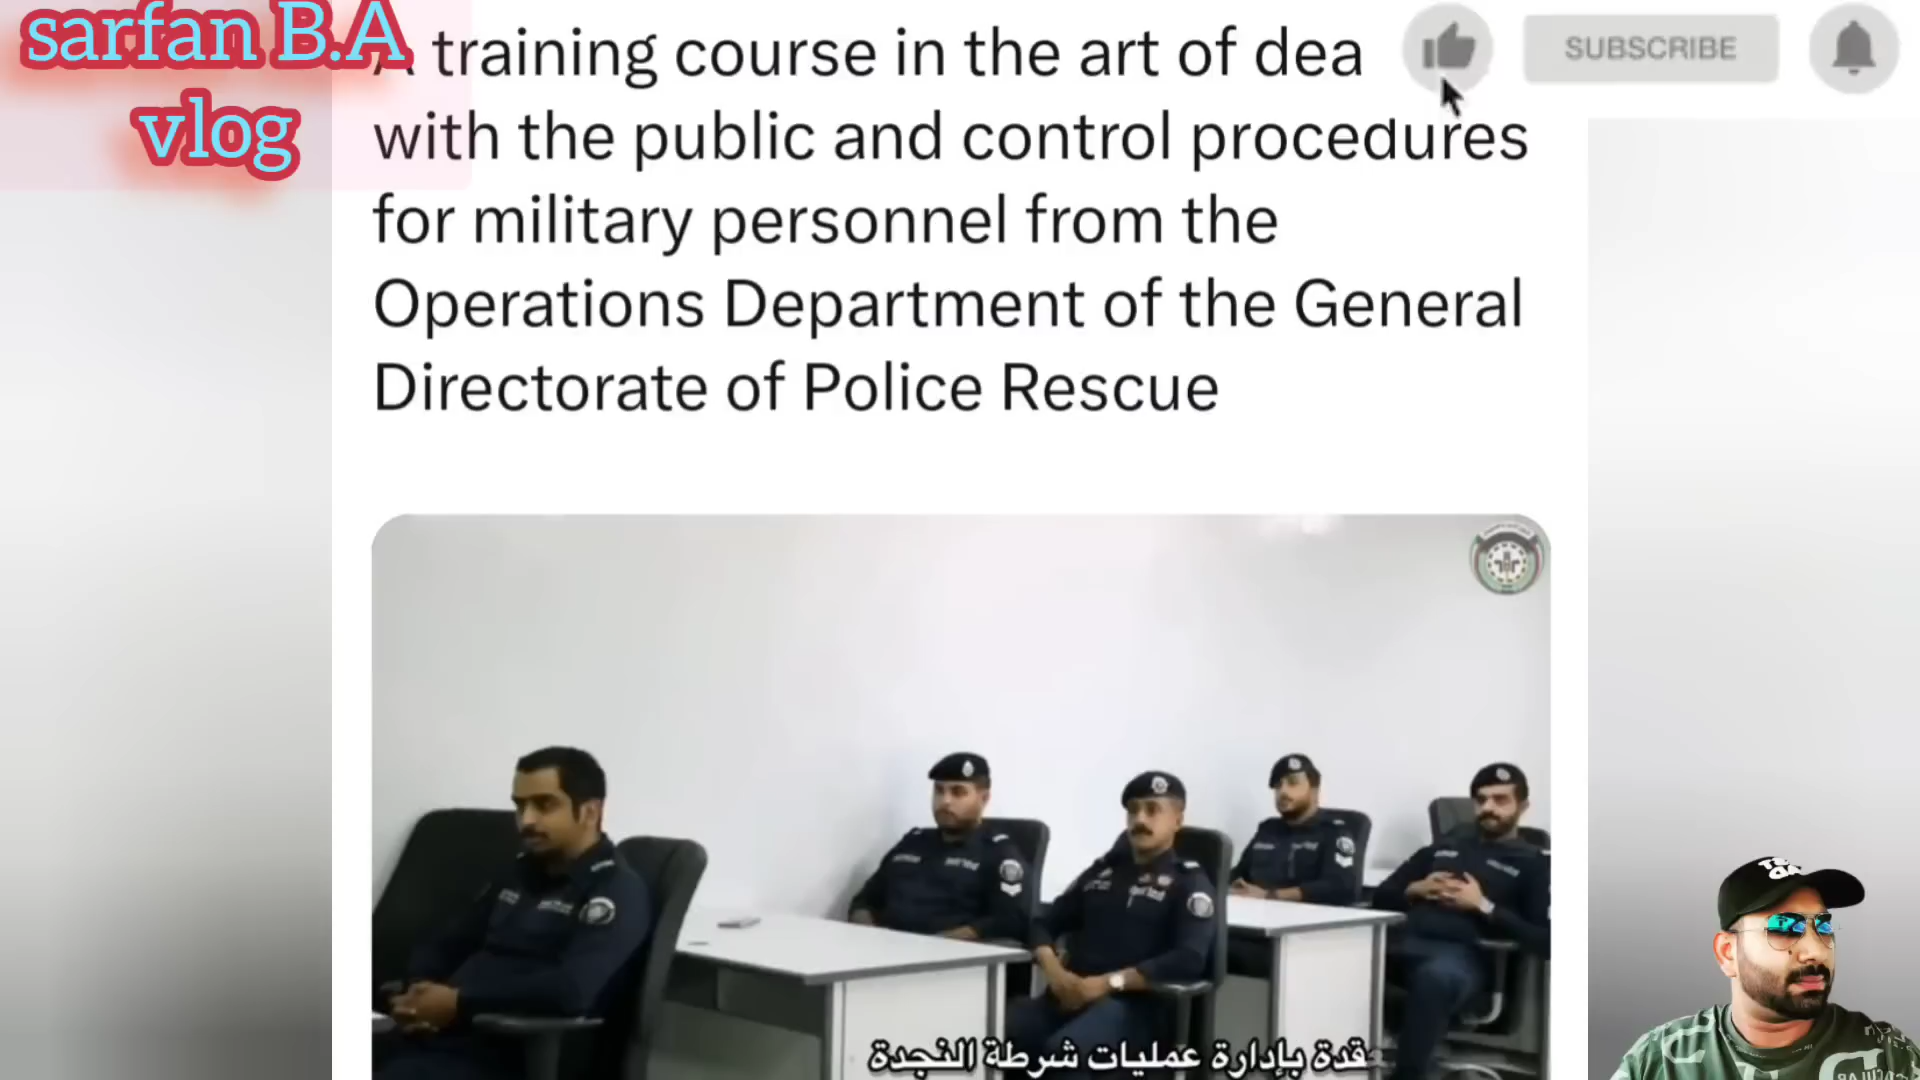 sarfan B.A
vlog
A training course in the art of dea
with the public and control procedures
for military personnel from the
Operations Department of the General
Directorate of Police Rescue
SUBSCRIBE
بإدارة عمليات شرطة النجدة